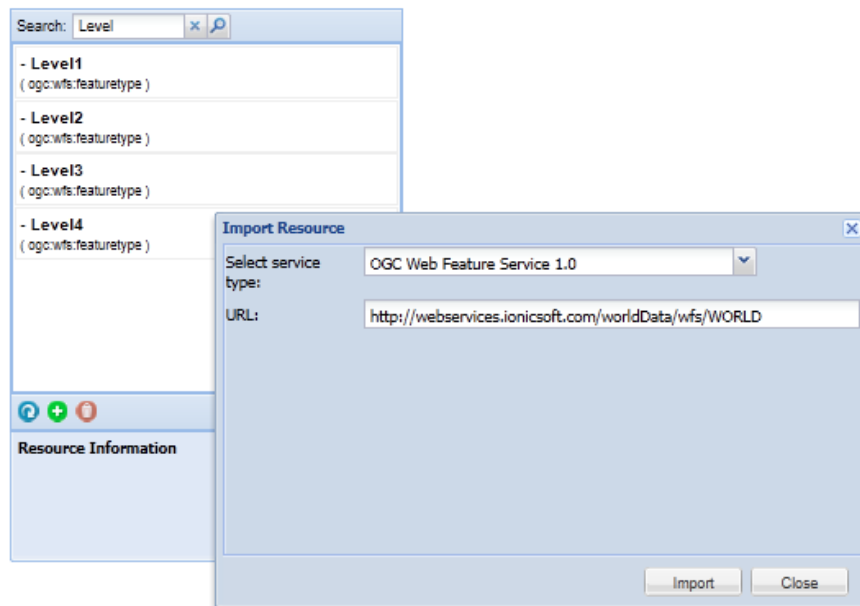 Search: Level
- Level1
( ogc:wfs:featuretype )
- Level2
( ogc:wfs:featuretype )
- Level3
( ogc:wfs:featuretype )
- Level4
( ogc:wfs:featuretype )
Resource Information
Import Resource
Select service type:
OGC Web Feature Service 1.0
URL:
http://webservices.ionicsoft.com/worldData/wfs/WORLD
Import Close